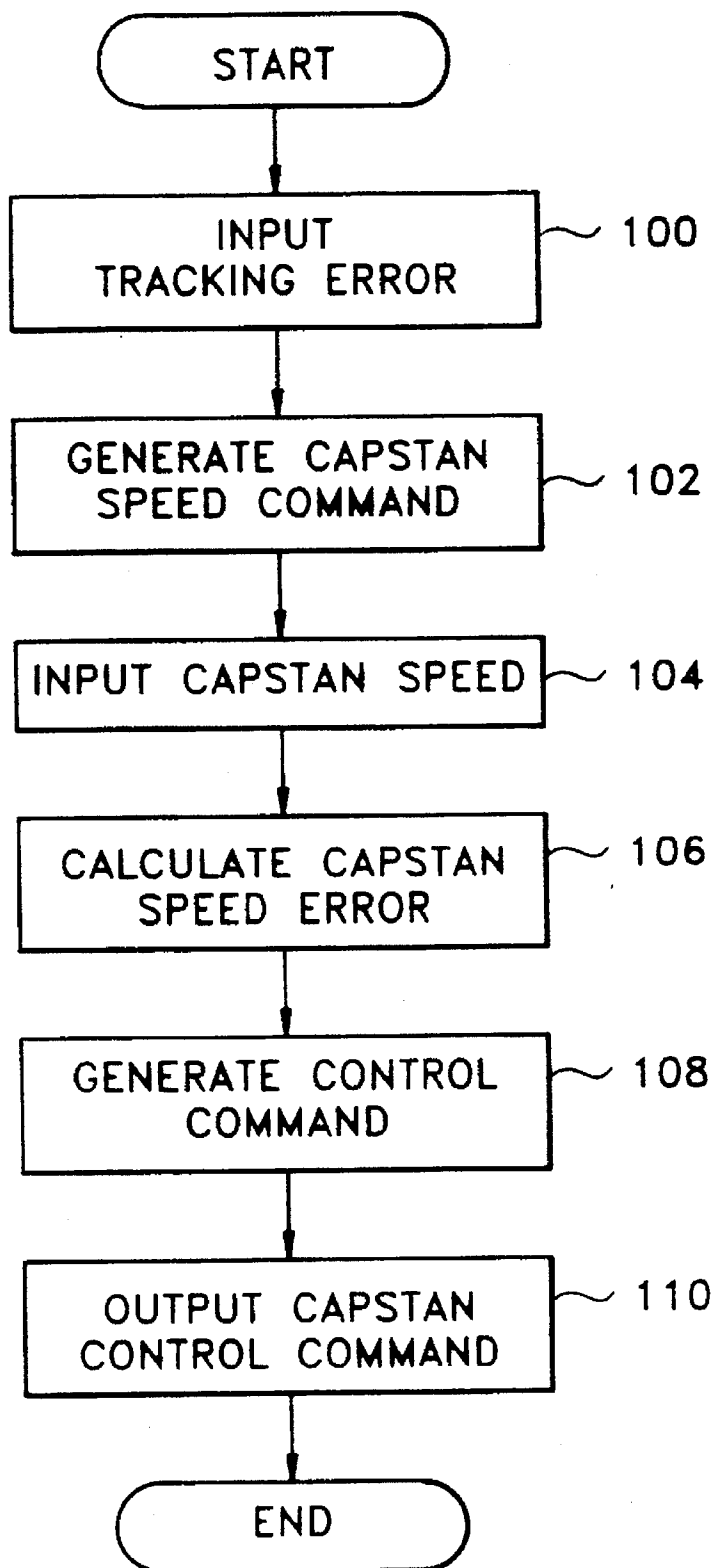 START
INPUT
TRACKING ERROR
100
GENERATE CAPSTAN
SPEED COMMAND
102
INPUT CAPSTAN SPEED
104
CALCULATE CAPSTAN
SPEED ERROR
106
GENERATE CONTROL
COMMAND
108
OUTPUT CAPSTAN
CONTROL COMMAND
110
END